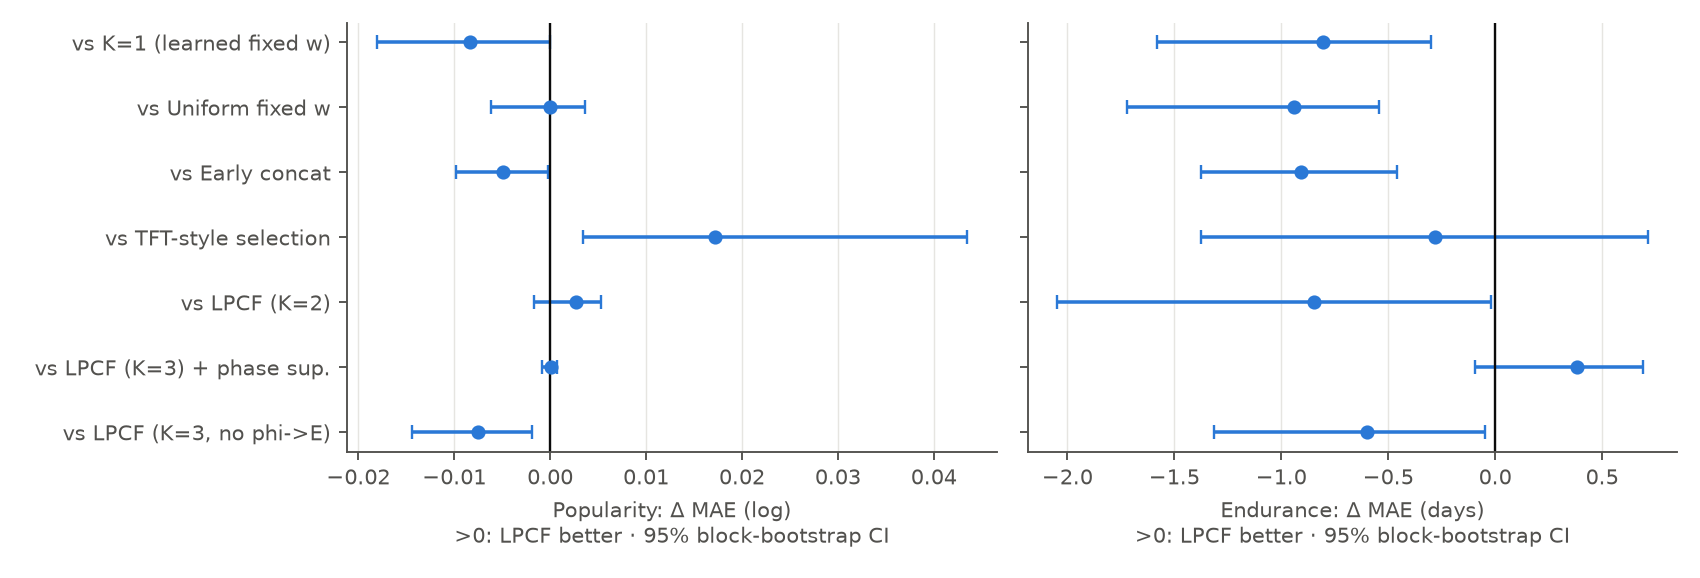 vs K=1 (learned fixed w)
vs Uniform fixed w
vs Early concat
vs TFT-style selection
vs LPCF (K=2)
vs LPCF (K=3) + phase sup.
vs LPCF (K=3, no phi->E)
−0.02 −0.01 0.00 0.01 0.02 0.03 0.04
Popularity: Δ MAE (log)
>0: LPCF better · 95% block-bootstrap CI
−2.0 −1.5 −1.0 −0.5 0.0 0.5
Endurance: Δ MAE (days)
>0: LPCF better · 95% block-bootstrap CI